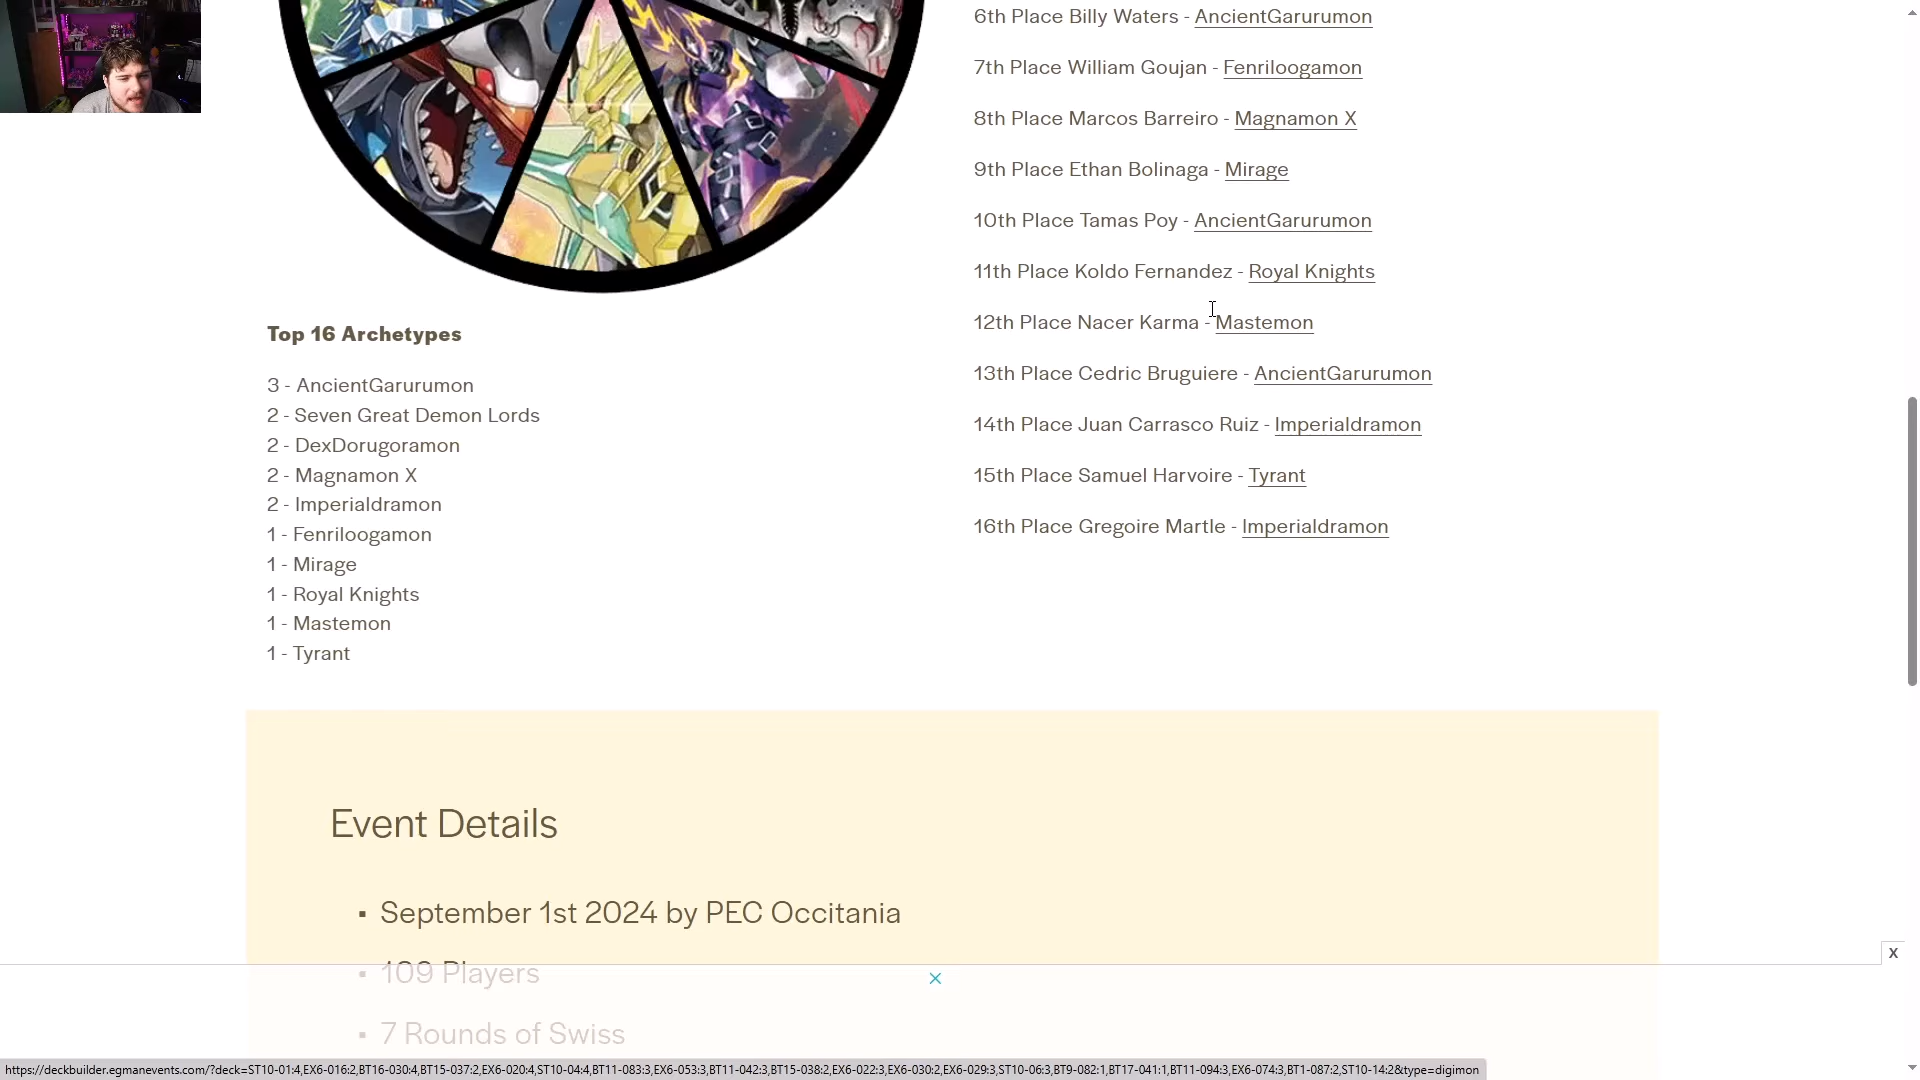 6th Place Billy Waters - AncientGarurumon
7th Place William Goujan - Fenriloogamon
8th Place Marcos Barreiro - Magnamon X
9th Place Ethan Bolinaga - Mirage
10th Place Tamas Poy - AncientGarurumon
11th Place Koldo Fernandez - Royal Knights
12th Place Nacer Karma - Mastemon
13th Place Cedric Bruguiere - AncientGarurumon
14th Place Juan Carrasco Ruiz - Imperialdramon
15th Place Samuel Harvoire - Tyrant
16th Place Gregoire Martle - Imperialdramon
Top 16 Archetypes
3 - AncientGarurumon
2 - Seven Great Demon Lords
2 - DexDorugoramon
2 - Magnamon X
2 - Imperialdramon
1 - Fenriloogamon
1 - Mirage
1 - Royal Knights
1 - Mastemon
1 - Tyrant
Event Details
▪ September 1st 2024 by PEC Occitania
▪ 109 Players
▪ 7 Rounds of Swiss
X
https://deckbuilder.egmanevents.com/?deck=ST10-01:4,EX6-016:2,BT16-030:4,BT15-037:2,EX6-020:4,ST10-04:4,BT11-083:3,EX6-053:3,BT11-042:3,BT15-038:2,EX6-022:3,EX6-030:2,EX6-029:3,ST10-06:3,BT9-082:1,BT17-041:1,BT11-094:3,EX6-074:3,BT1-087:2,ST10-14:2&type=digimon